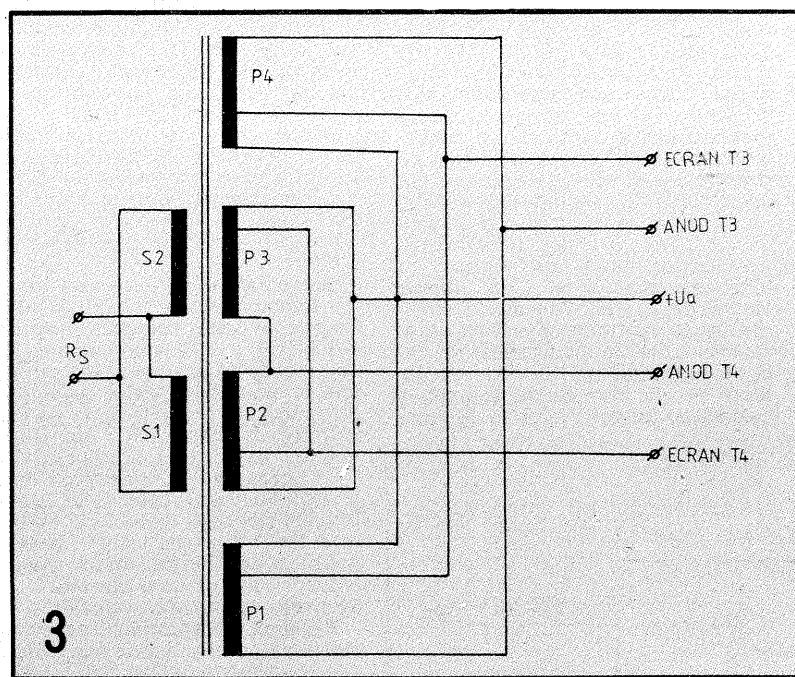 P4
ECRAN T3
ANOD T3
S2
P3
+Ua
RS
ANOD T4
S1
P2
ECRAN T4
P1
3